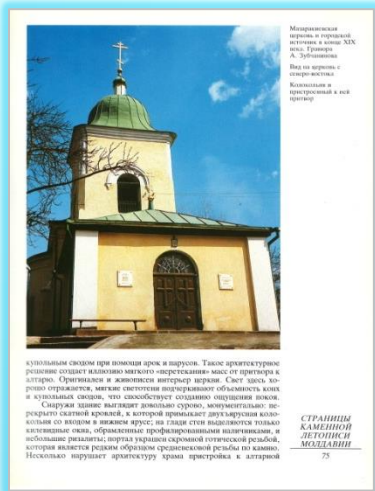 Мазаракиевская
церковь и городской
источник в конце XIX
века. Гравюра
А. Зубчанинова
Вид на церковь с
северо-востока
Колокольня и
пристроенный к ней
притвор
купольным сводом при помощи арок и парусов. Такое архитектурное
решение создает иллюзию мягкого «перетекания» масс от притвора к
алтарю. Оригинален и живописен интерьер церкви. Свет здесь хо-
рошо отражается, мягкие светотени подчеркивают объемность конх
и купольных сводов, что способствует созданию ощущения покоя.
Снаружи здание выглядит довольно сурово, монументально: пе-
рекрыто скатной кровлей, к которой примыкает двухъярусная коло-
кольня со входом в нижнем ярусе; на глади стен выделяются только
килевидные окна, обрамленные профилированными наличниками, и
небольшие ризалиты; портал украшен скромной готической резьбой,
которая является редким образцом средневековой резьбы по камню.
Несколько нарушает архитектуру храма пристройка к алтарной
СТРАНИЦЫ
КАМЕННОЙ
ЛЕТОПИСИ
МОЛДАВИИ
75